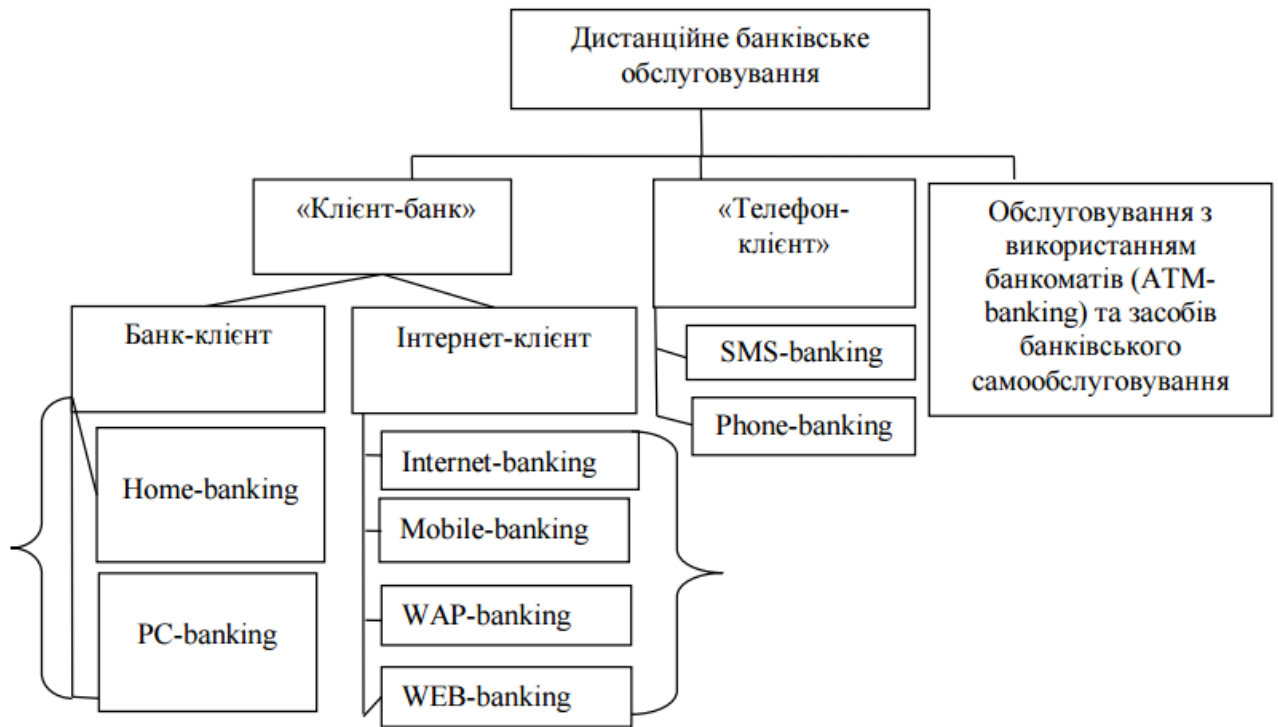 Дистанційне банківське
обслуговування
«Клієнт-банк»
«Телефон-
клієнт»
Обслуговування з
використанням
банкоматів (АТМ-
banking) та засобів
банківського
самообслуговування
Банк-клієнт
Інтернет-клієнт
SMS-banking
Phone-banking
Home-banking
PC-banking
Internet-banking
Mobile-banking
WAP-banking
WEB-banking